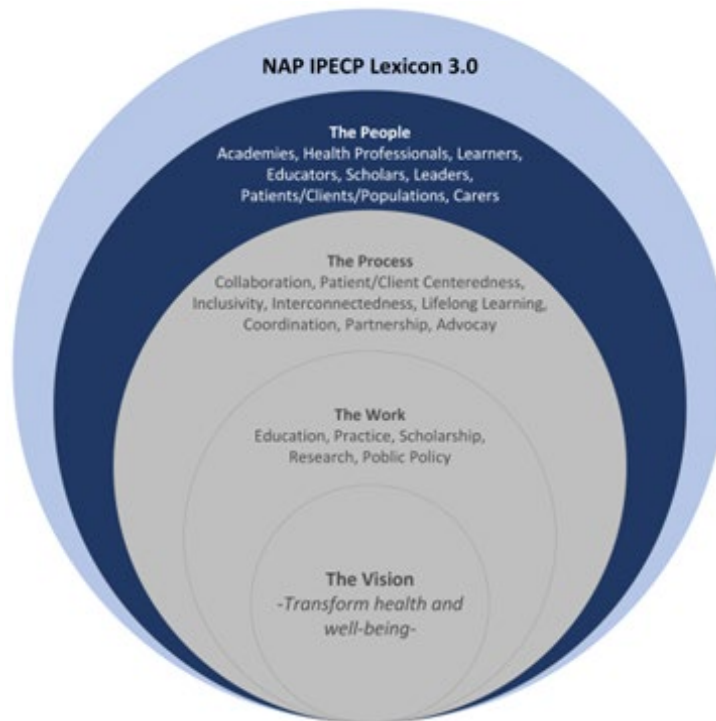 NAP IPECP Lexicon 3.0
The People
Academies, Health Professionals, Learners,
Educators, Scholars, Leaders,
Patients/Clients/Populations, Carers
The Process
Collaboration, Patient/Client Centeredness,
Inclusivity, Interconnectedness, Lifelong Learning,
Coordination, Partnership, Advocay
The Work
Education, Practice, Scholarship,
Research, Public Policy
The Vision
-Transform health and
well-being-